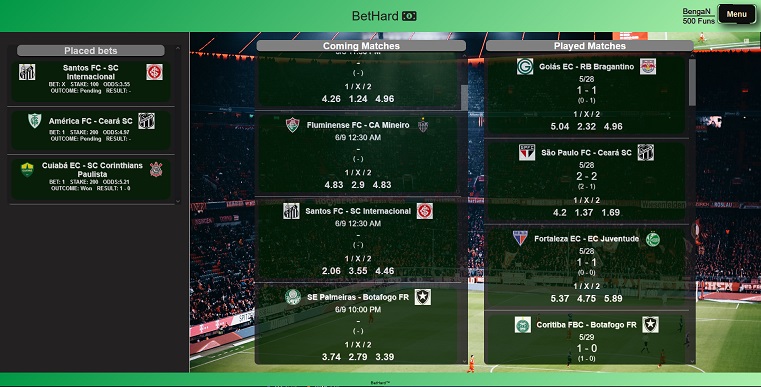 BetHard
BengaN
500 Funs
Menu
Placed bets
Santos FC - SC
Internacional
BET: X STAKE: 100 ODDS:3.55
OUTCOME: Pending RESULT: -
América FC - Ceará SC
BET: 1 STAKE: 200 ODDS:4.97
OUTCOME: Pending RESULT: -
Cuiabá EC - SC Corinthians
Paulista
BET: 1 STAKE: 200 ODDS:5.21
OUTCOME: Won RESULT: 1 - 0
Coming Matches
-
(-)
1 / X / 2
4.26 1.24 4.96
Fluminense FC - CA Mineiro
6/9 12:30 AM
-
(-)
1 / X / 2
4.83 2.9 4.83
Santos FC - SC Internacional
6/9 12:30 AM
-
(-)
1 / X / 2
2.06 3.55 4.46
SE Palmeiras - Botafogo FR
6/9 10:00 PM
-
(-)
1 / X / 2
3.74 2.79 3.39
Played Matches
Goiás EC - RB Bragantino
5/28
1 - 1
(0 - 1)
1 / X / 2
5.04 2.32 4.96
São Paulo FC - Ceará SC
5/28
2 - 2
(2 - 1)
1 / X / 2
4.2 1.37 1.69
Fortaleza EC - EC Juventude
5/28
1 - 1
(0 - 0)
1 / X / 2
5.37 4.75 5.89
Coritiba FBC - Botafogo FR
5/29
1 - 0
(1 - 0)
BetHard™